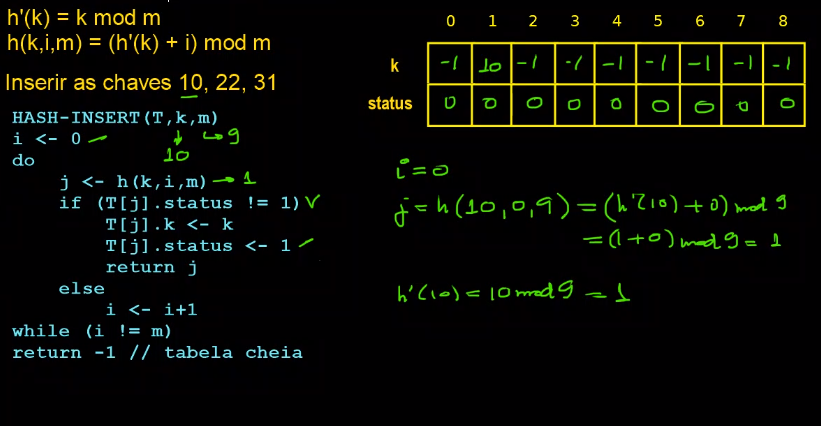 h'(k) = k mod m
h(k,i,m) = (h'(k) + i) mod m
Inserir as chaves 10, 22, 31
HASH-INSERT(T,k,m)
i <- 0
9
10
do
j <- h(k,i,m) → 1
if (T[j].status != 1)
T[j].k <- k
T[j].status <- 1
return j
else
i <- i+1
while (i != m)
return -1 // tabela cheia
0 1 2 3 4 5 6 7 8
k -1 10 -1 -1 -1 -1 -1 -1 -1
status 0 0 0 0 0 0 0 0 0
i=0
j=h(10,0,9)=(h'(10)+0) mod 9
=(1+0) mod 9=1
h'(10)=10 mod 9=1